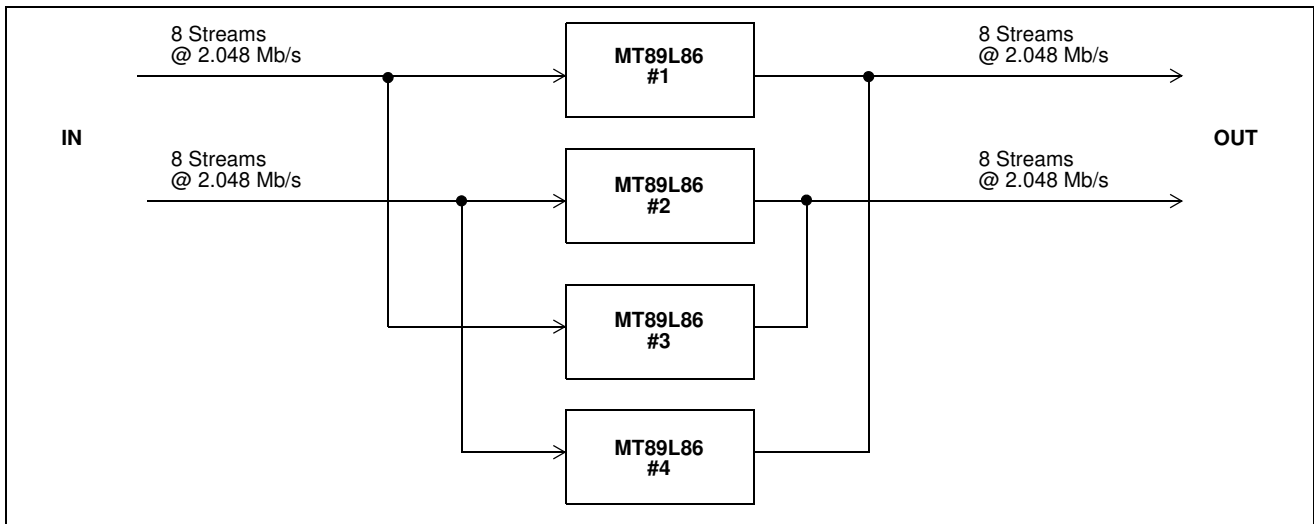 8 Streams
@ 2.048 Mb/s
MT89L86
#1
8 Streams
@ 2.048 Mb/s
IN
OUT
8 Streams
@ 2.048 Mb/s
MT89L86
#2
8 Streams
@ 2.048 Mb/s
MT89L86
#3
MT89L86
#4